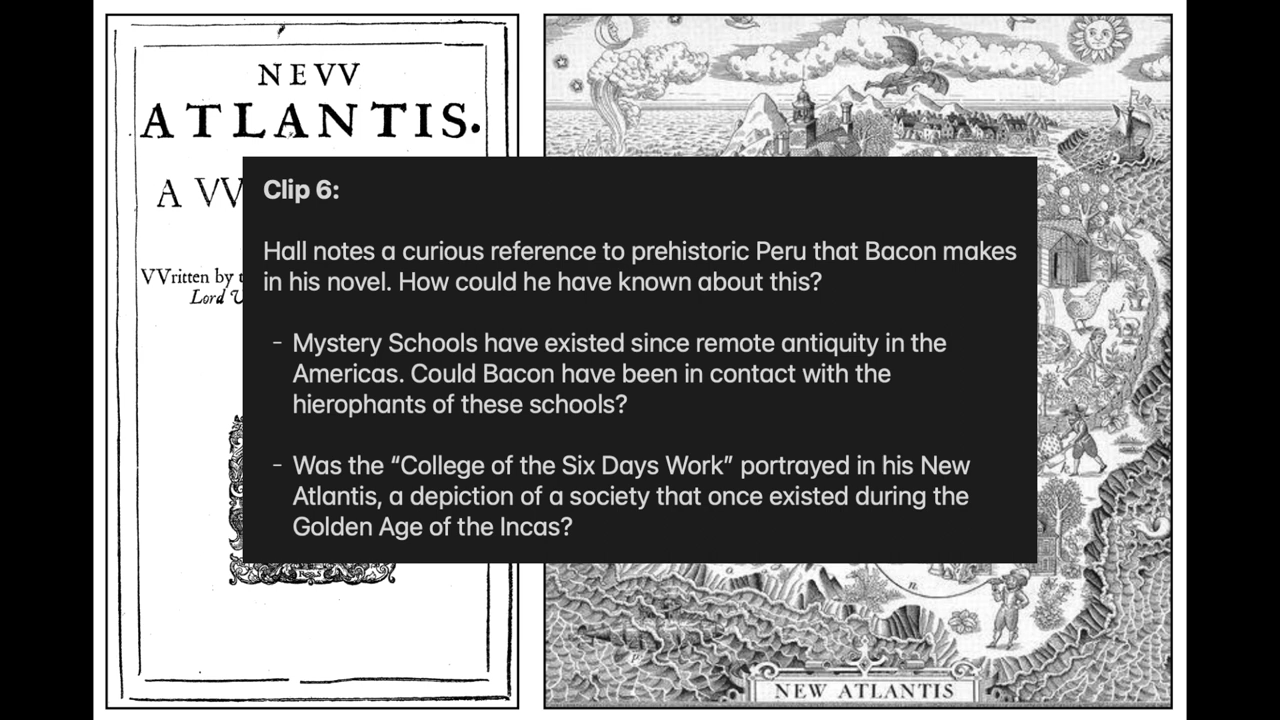 NEVV
ATLANTIS.
A VV
VVritten by
Lord
Clip 6:
Hall notes a curious reference to prehistoric Peru that Bacon makes
in his novel. How could he have known about this?
- Mystery Schools have existed since remote antiquity in the
Americas. Could Bacon have been in contact with the
hierophants of these schools?
- Was the “College of the Six Days Work” portrayed in his New
Atlantis, a depiction of a society that once existed during the
Golden Age of the Incas?
NEW ATLANTIS